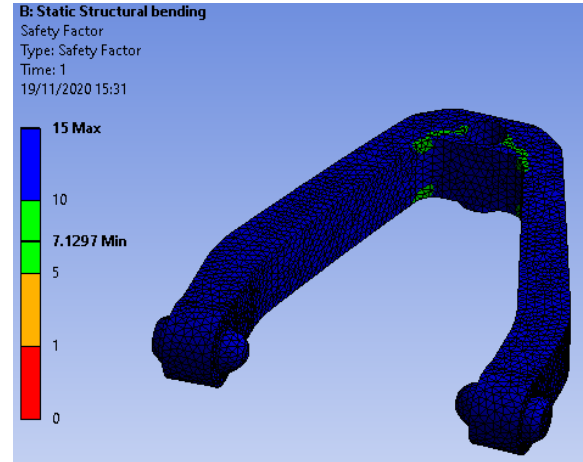 B: Static Structural bending
Safety Factor
Type: Safety Factor
Time: 1
19/11/2020 15:31
15 Max
10
7.1297 Min
5
1
0